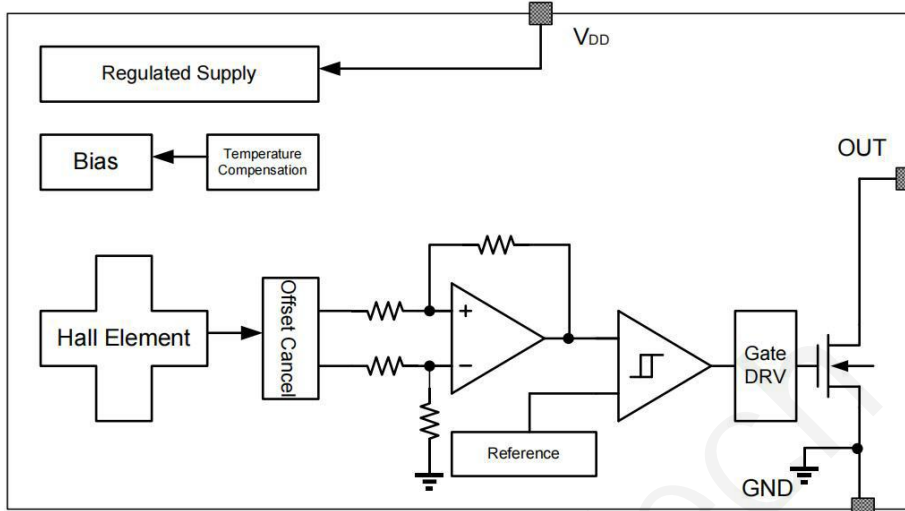 VDD
Regulated Supply
Bias
Temperature
Compensation
OUT
Hall Element
Offset Cancel
+
−
Gate
DRV
Reference
GND